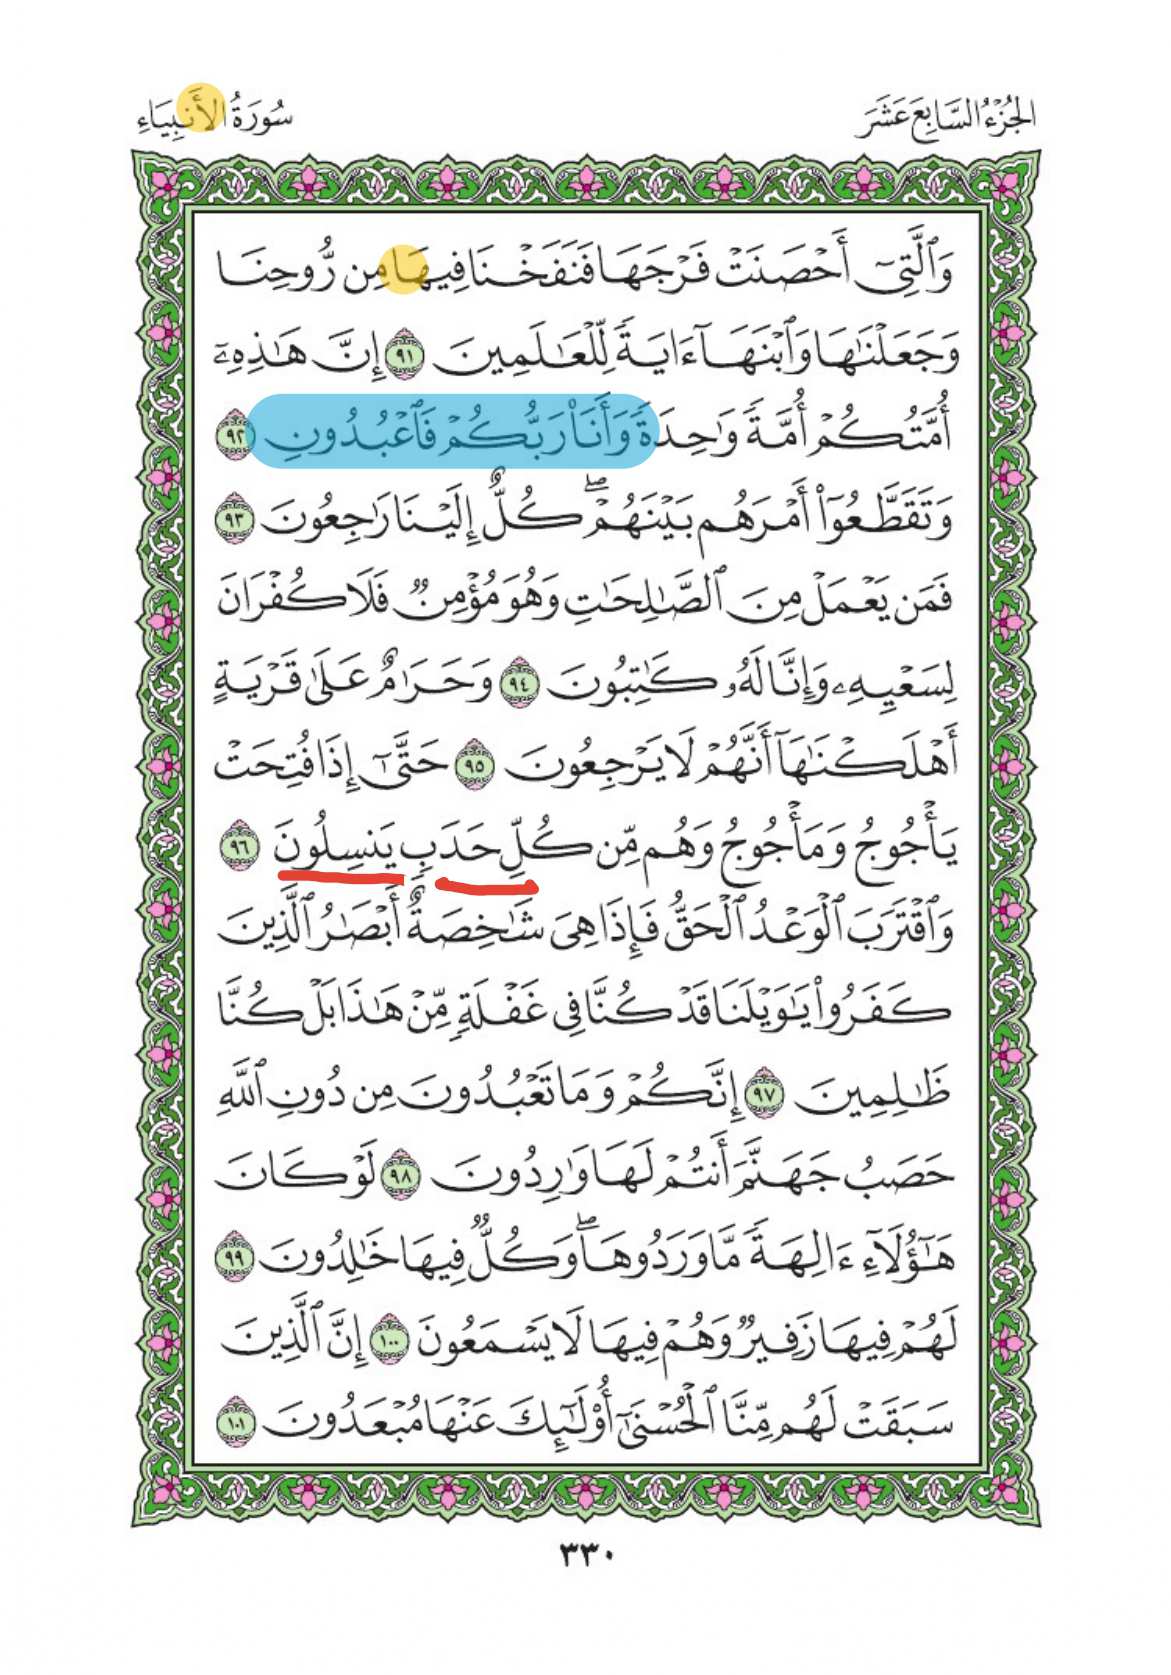 الجُزْءُ السَّابِعَ عَشَرَ
سُورَةُ الأَنبِيَاءِ
وَٱلَّتِىٓ أَحْصَنَتْ فَرْجَهَا فَنَفَخْنَا فِيهَا مِن رُّوحِنَا
وَجَعَلْنَٰهَا وَٱبْنَهَآ ءَايَةً لِّلْعَٰلَمِينَ ٩١ إِنَّ هَٰذِهِۦٓ
أُمَّتُكُمْ أُمَّةً وَٰحِدَةً وَأَنَا۠ رَبُّكُمْ فَٱعْبُدُونِ ٩٢
وَتَقَطَّعُوٓا۟ أَمْرَهُم بَيْنَهُمْ ۖ كُلٌّ إِلَيْنَا رَٰجِعُونَ ٩٣
فَمَن يَعْمَلْ مِنَ ٱلصَّٰلِحَٰتِ وَهُوَ مُؤْمِنٌ فَلَا كُفْرَانَ
لِسَعْيِهِۦ وَإِنَّا لَهُۥ كَٰتِبُونَ ٩٤ وَحَرَٰمٌ عَلَىٰ قَرْيَةٍ
أَهْلَكْنَٰهَآ أَنَّهُمْ لَا يَرْجِعُونَ ٩٥ حَتَّىٰٓ إِذَا فُتِحَتْ
يَأْجُوجُ وَمَأْجُوجُ وَهُم مِّن كُلِّ حَدَبٍ يَنسِلُونَ ٩٦
وَٱقْتَرَبَ ٱلْوَعْدُ ٱلْحَقُّ فَإِذَا هِىَ شَٰخِصَةٌ أَبْصَٰرُ ٱلَّذِينَ
كَفَرُوا۟ يَٰوَيْلَنَا قَدْ كُنَّا فِى غَفْلَةٍ مِّنْ هَٰذَا بَلْ كُنَّا
ظَٰلِمِينَ ٩٧ إِنَّكُمْ وَمَا تَعْبُدُونَ مِن دُونِ ٱللَّهِ
حَصَبُ جَهَنَّمَ أَنتُمْ لَهَا وَٰرِدُونَ ٩٨ لَوْ كَانَ
هَٰٓؤُلَآءِ ءَالِهَةً مَّا وَرَدُوهَا ۖ وَكُلٌّ فِيهَا خَٰلِدُونَ ٩٩
لَهُمْ فِيهَا زَفِيرٌ وَهُمْ فِيهَا لَا يَسْمَعُونَ ١٠٠ إِنَّ ٱلَّذِينَ
سَبَقَتْ لَهُم مِّنَّا ٱلْحُسْنَىٰٓ أُو۟لَٰٓئِكَ عَنْهَا مُبْعَدُونَ ١٠١
٣٣٠